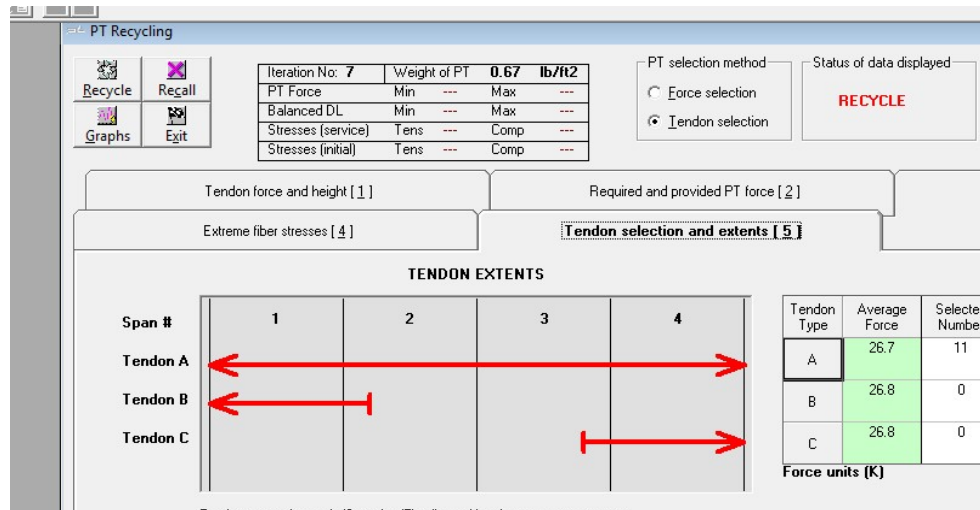 PT Recycling
Recycle Recall
Graphs Exit
Iteration No: 7 Weight of PT 0.67 lb/ft2
PT Force Min --- Max ---
Balanced DL Min --- Max ---
Stresses (service) Tens --- Comp ---
Stresses (initial) Tens --- Comp ---
PT selection method
Force selection
Tendon selection
Status of data displayed
RECYCLE
Tendon force and height [ 1 ]
Required and provided PT force [ 2 ]
Extreme fiber stresses [ 4 ]
Tendon selection and extents [ 5 ]
TENDON EXTENTS
Span # 1 2 3 4
Tendon A
Tendon B
Tendon C
Tendon Type Average Force Selecte Numbe
A 26.7 11
B 26.8 0
C 26.8 0
Force units (K)